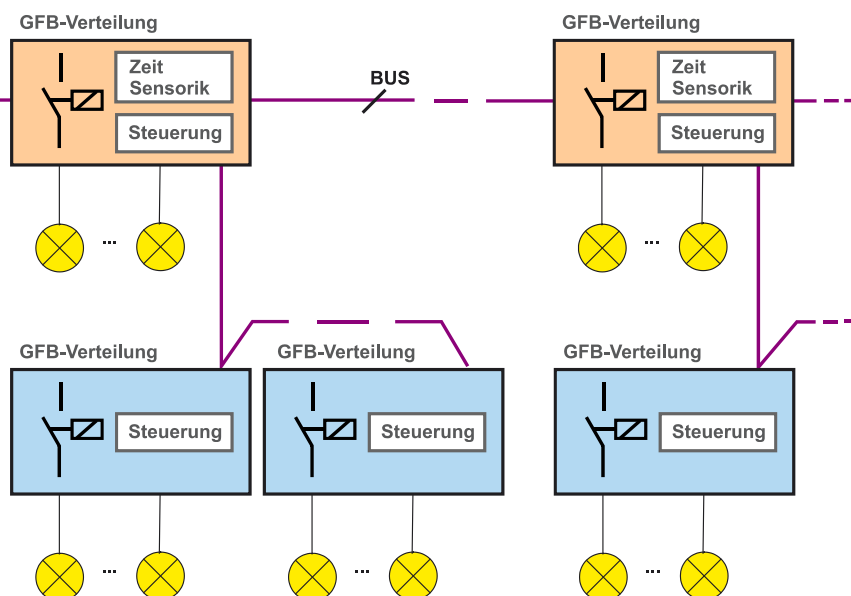 GFB-Verteilung
GFB-Verteilung
Zeit
Sensorik
Steuerung
BUS
Zeit
Sensorik
Steuerung
...
...
GFB-Verteilung
GFB-Verteilung
GFB-Verteilung
Steuerung
Steuerung
Steuerung
...
...
...